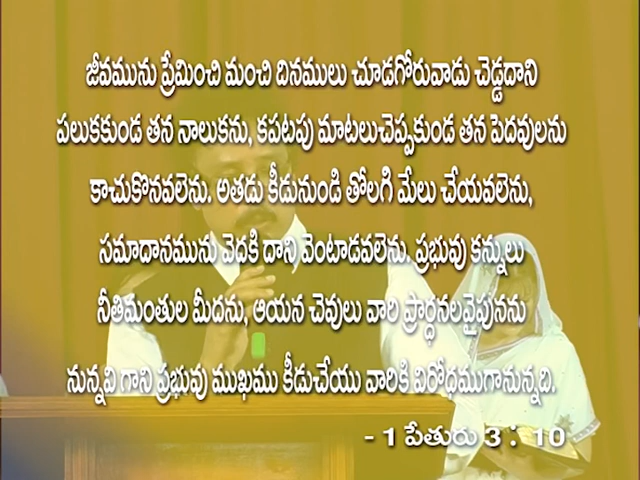 జీవమును ప్రేమించి మంచి దినములు చూడగోరువాడు చెడ్డదాని
పలుకకుండ తన నాలుకను, కపటపు మాటలుచెప్పకుండ తన పెదవులను
కాచుకొనవలెను. అతడు కీడునుండి తోలగి మేలు చేయవలెను,
సమాదానమును వెదకి దాని వెంటాడవలెను. ప్రభువు కన్నులు
నీతిమంతుల మీదను, ఆయన చెవులు వారి ప్రార్ధనలవైపునను
నున్నవి గాని ప్రభువు ముఖము కీడుచేయు వారికి విరోధముగానున్నది.
- 1 పేతురు 3 : 10